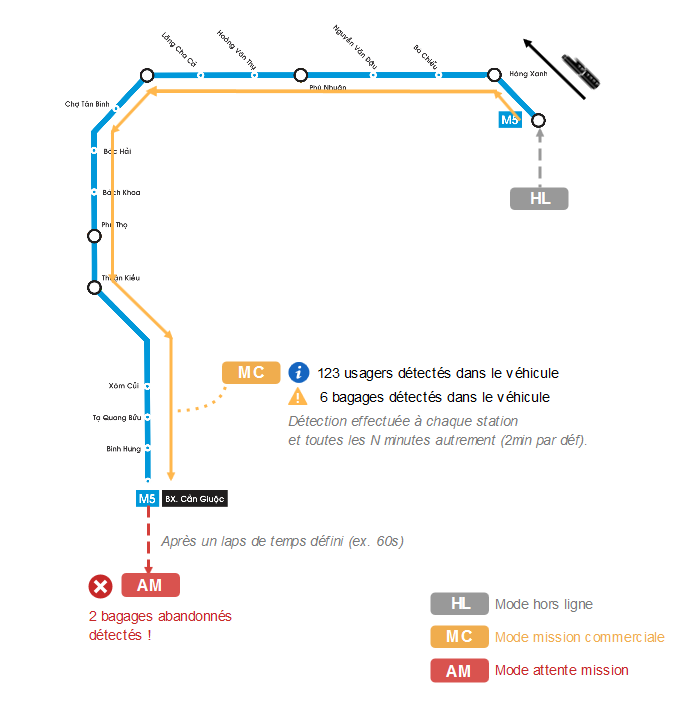 Lăng Cha Cả
Hoàng Văn Thụ
Nguyễn Văn Đậu
Bà Chiểu
Hàng Xanh
Phú Nhuận
Chợ Tân Bình
M5
Bắc Hải
Bách Khoa
HL
Phú Thọ
Thuận Kiều
MC
123 usagers détectés dans le véhicule
6 bagages détectés dans le véhicule
Xóm Củi
Détection effectuée à chaque station
et toutes les N minutes autrement (2min par déf).
Tạ Quang Bửu
Bình Hưng
M5 BX. Cần Giuộc
Après un laps de temps défini (ex. 60s)
AM
2 bagages abandonnés
détectés !
HL Mode hors ligne
MC Mode mission commerciale
AM Mode attente mission